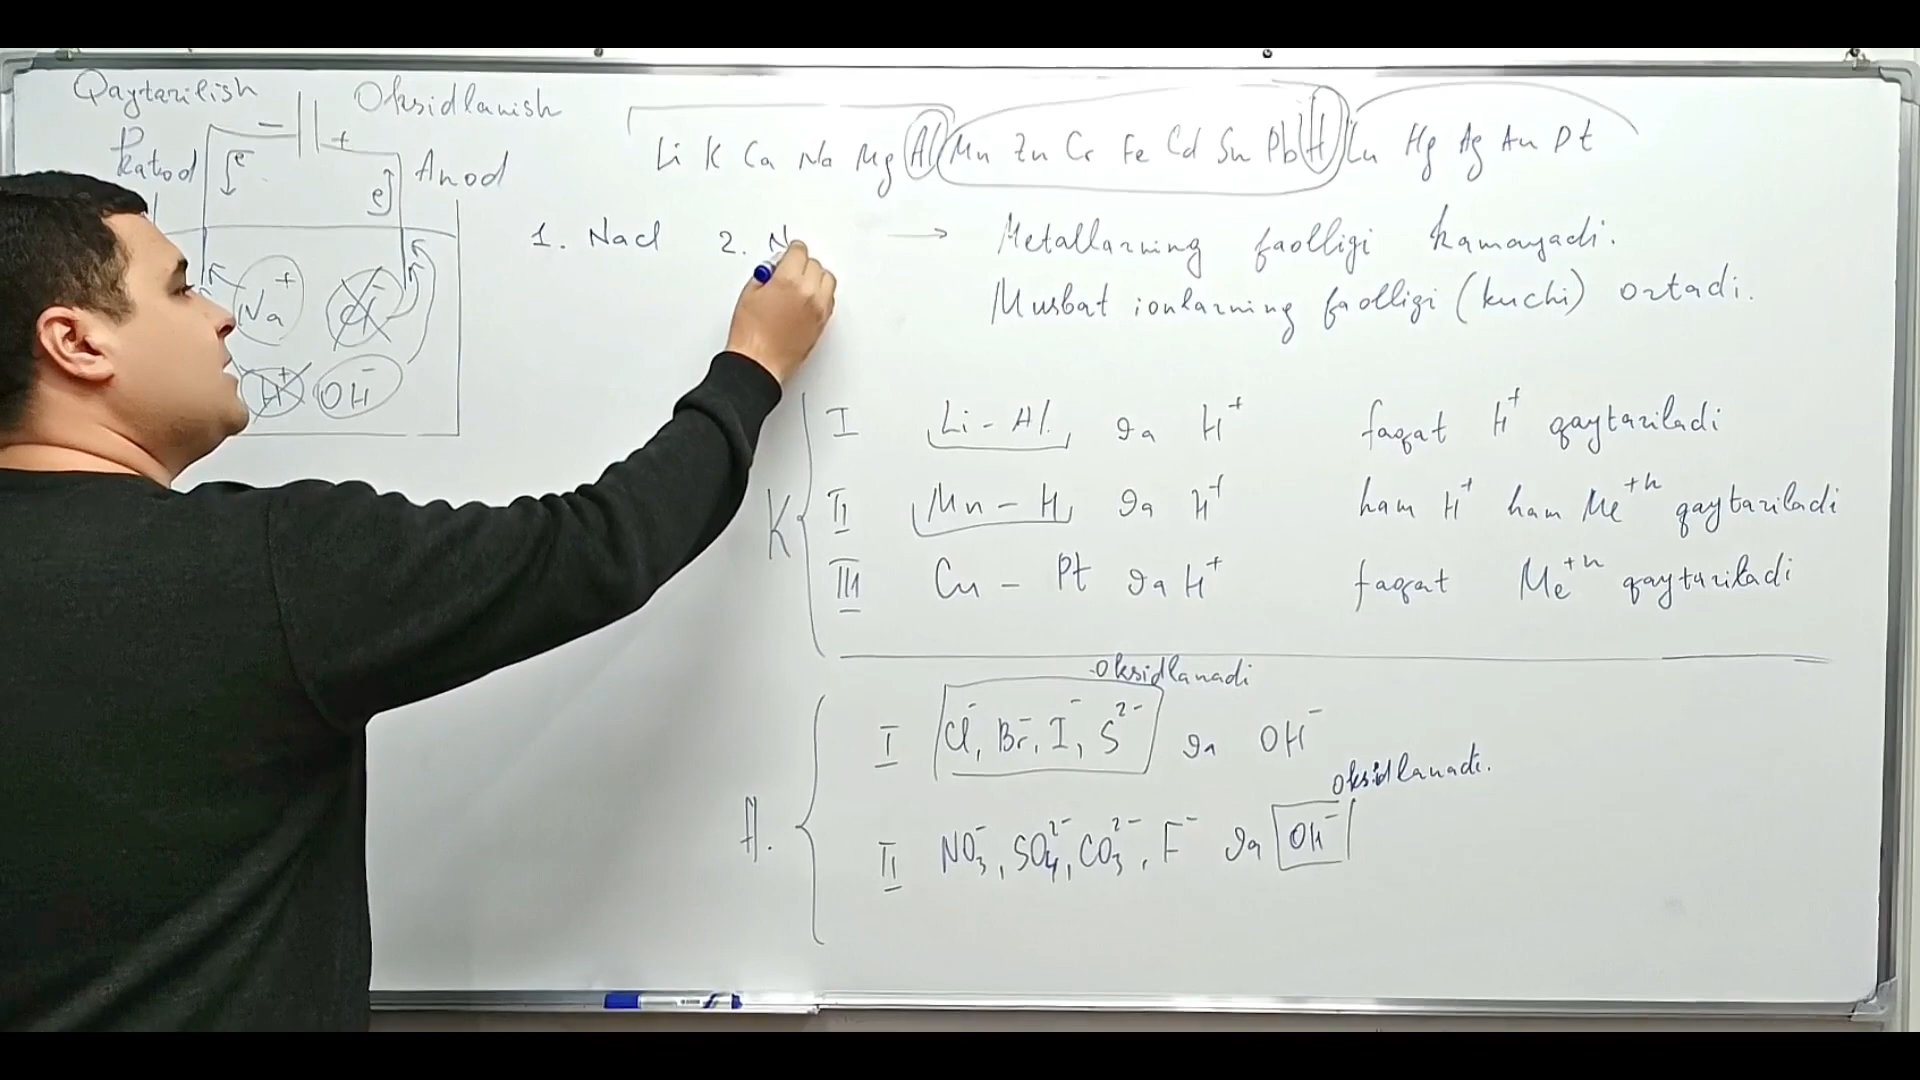 Qaytarilish Oksidlanish
Katod - + Anod
e e
Na⁺ Cl⁻
H⁺ OH⁻
Li K Ca Na Mg Al Mn Zn Cr Fe Cd Sn Pb H Cu Hg Ag Au Pt
1. NaCl 2. N
→ Metallarning faolligi kamayadi.
Musbat ionlarning faolligi (kuchi) ortadi.
K
I Li - Al va H⁺ faqat H⁺ qaytariladi
II Mn - H va H⁺ ham H⁺ ham Me⁺ⁿ qaytariladi
III Cu - Pt va H⁺ faqat Me⁺ⁿ qaytariladi
oksidlanadi
A.
I Cl⁻, Br⁻, I⁻, S²⁻ va OH⁻
oksidlanadi.
II NO₃⁻, SO₄²⁻, CO₃²⁻, F⁻ va OH⁻